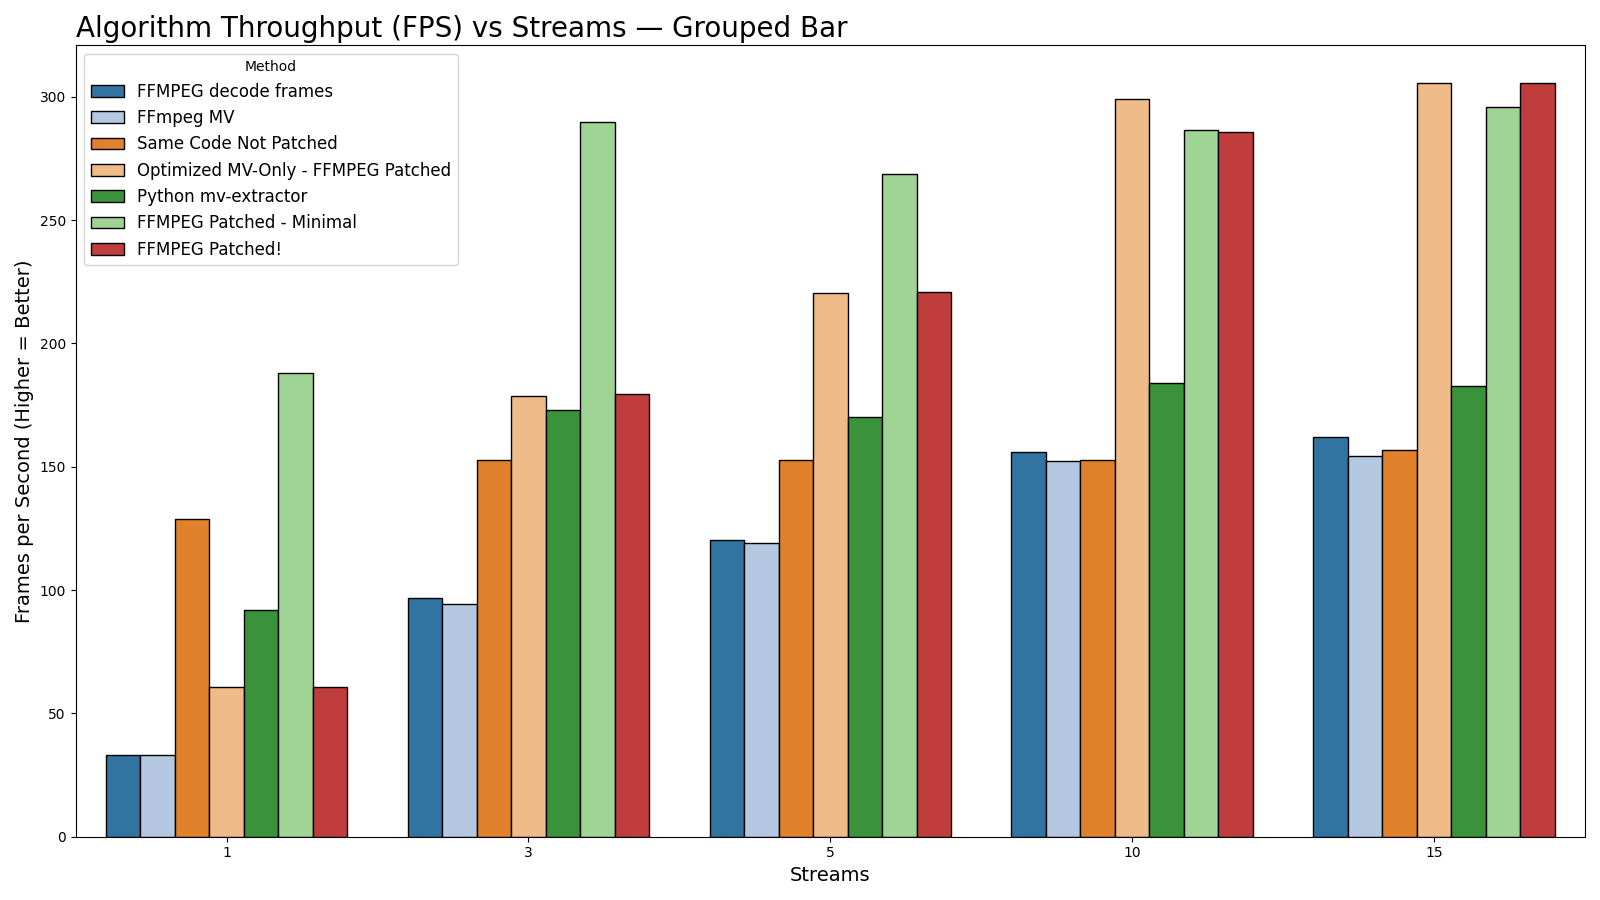 Algorithm Throughput (FPS) vs Streams — Grouped Bar
Method
FFMPEG decode frames
FFmpeg MV
Same Code Not Patched
Optimized MV-Only - FFMPEG Patched
Python mv-extractor
FFMPEG Patched - Minimal
FFMPEG Patched!
Frames per Second (Higher = Better)
300
250
200
150
100
50
0
1 3 5 10 15
Streams